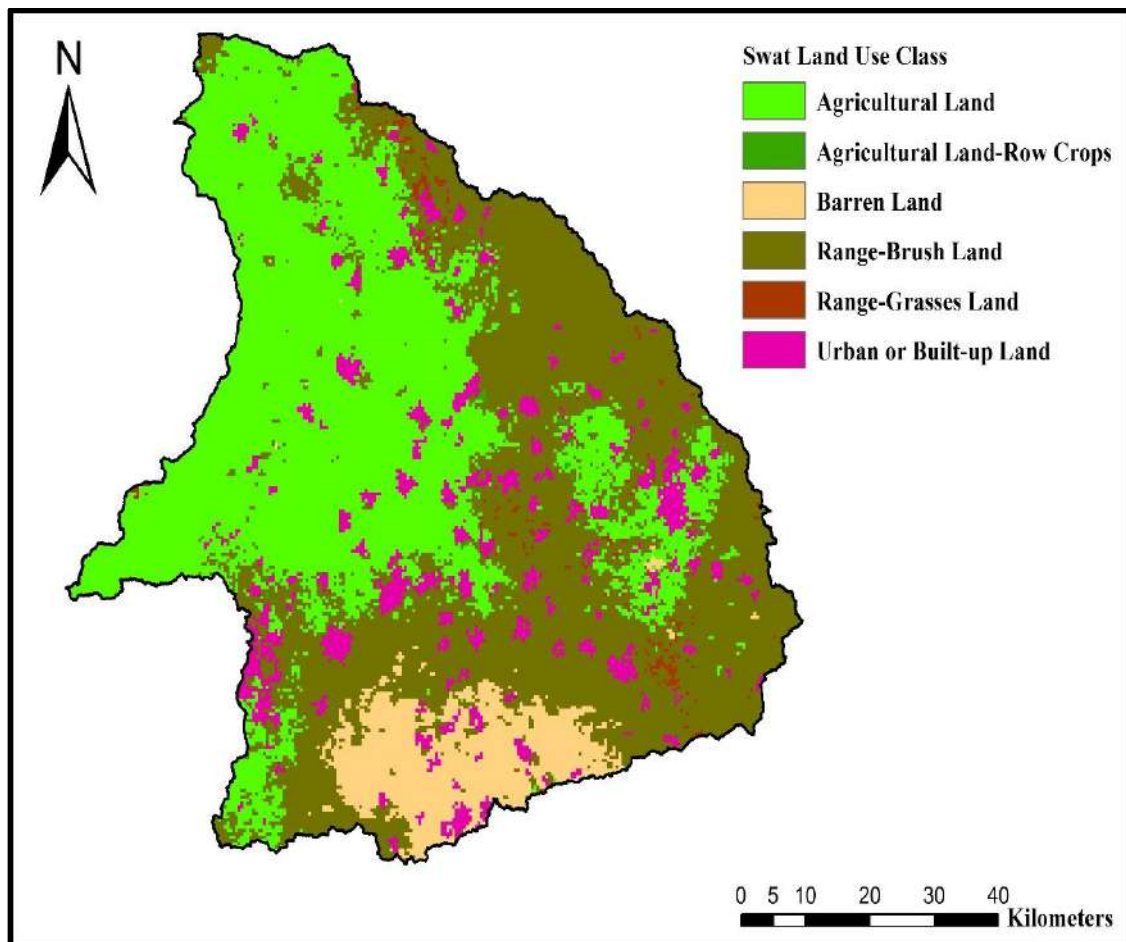 N
Swat Land Use Class
Agricultural Land
Agricultural Land-Row Crops
Barren Land
Range-Brush Land
Range-Grasses Land
Urban or Built-up Land
0 5 10 20 30 40
Kilometers